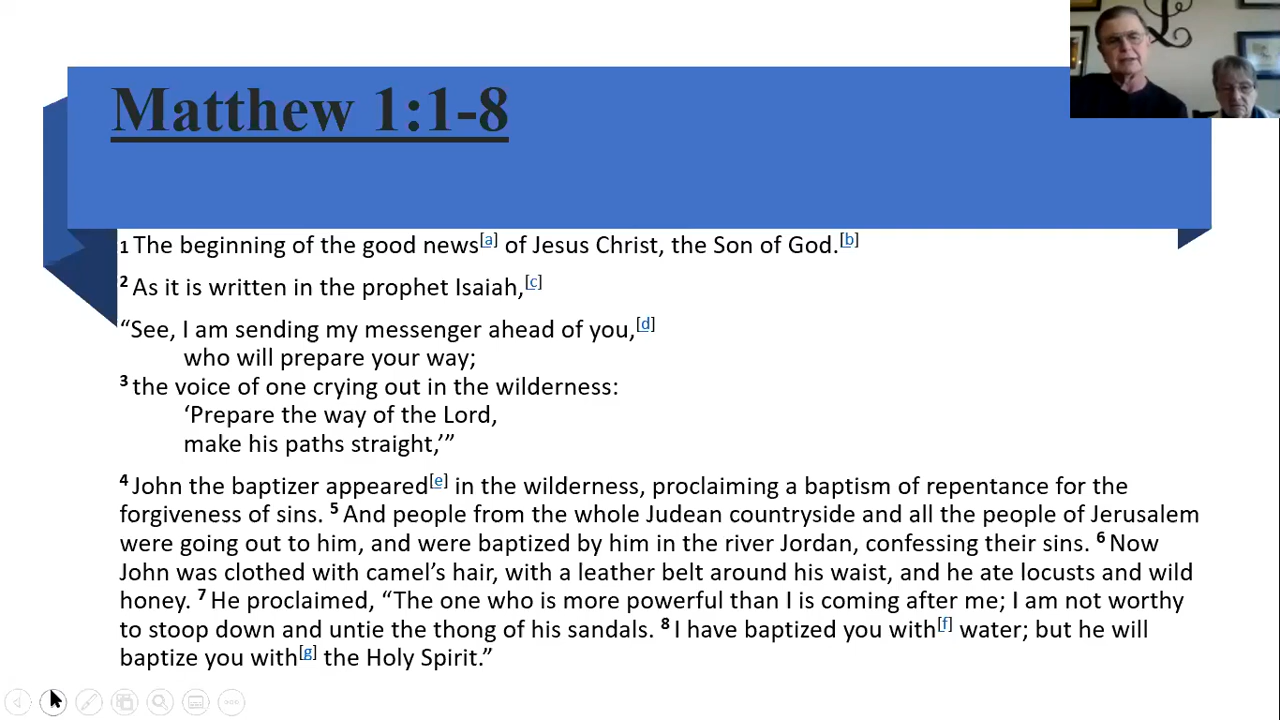 Matthew 1:1-8
1 The beginning of the good news[a] of Jesus Christ, the Son of God.[b]
2 As it is written in the prophet Isaiah,[c]
“See, I am sending my messenger ahead of you,[d]
who will prepare your way;
3 the voice of one crying out in the wilderness:
‘Prepare the way of the Lord,
make his paths straight,’”
4 John the baptizer appeared[e] in the wilderness, proclaiming a baptism of repentance for the
forgiveness of sins. 5 And people from the whole Judean countryside and all the people of Jerusalem
were going out to him, and were baptized by him in the river Jordan, confessing their sins. 6 Now
John was clothed with camel’s hair, with a leather belt around his waist, and he ate locusts and wild
honey. 7 He proclaimed, “The one who is more powerful than I is coming after me; I am not worthy
to stoop down and untie the thong of his sandals. 8 I have baptized you with[f] water; but he will
baptize you with[g] the Holy Spirit.”